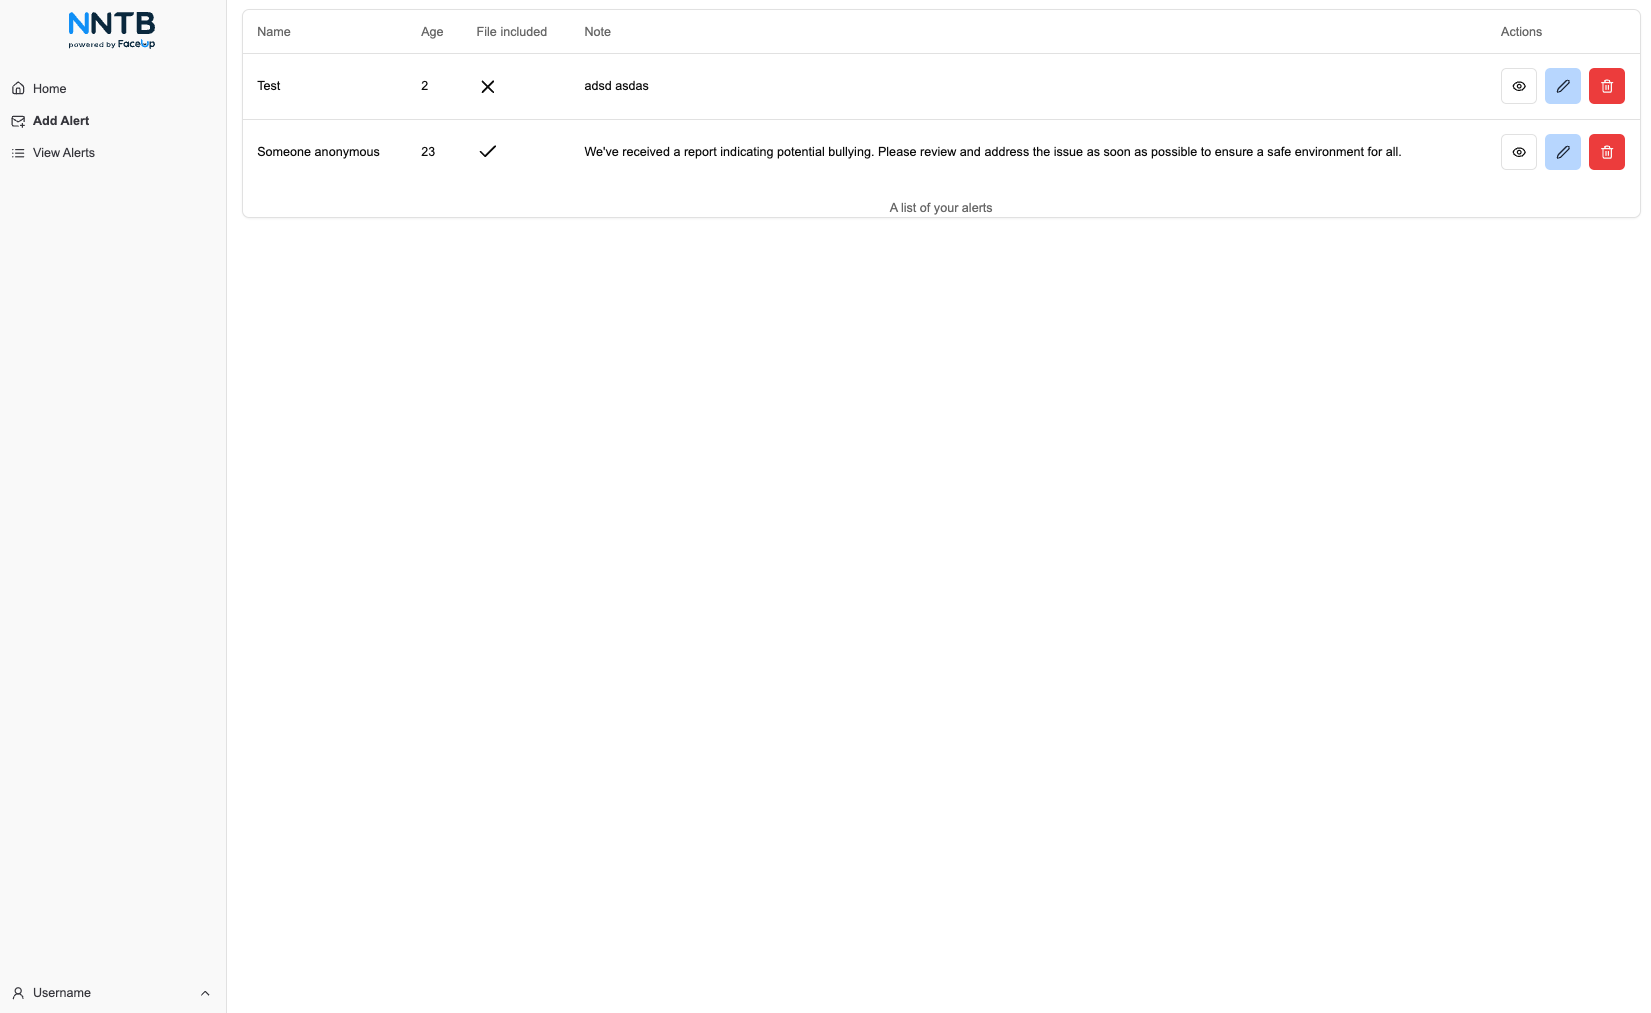 NNTB
powered by FaceUp
Home
Add Alert
View Alerts
Username
Name Age File included Note Actions
Test 2 adsd asdas
Someone anonymous 23 We've received a report indicating potential bullying. Please review and address the issue as soon as possible to ensure a safe environment for all.
A list of your alerts